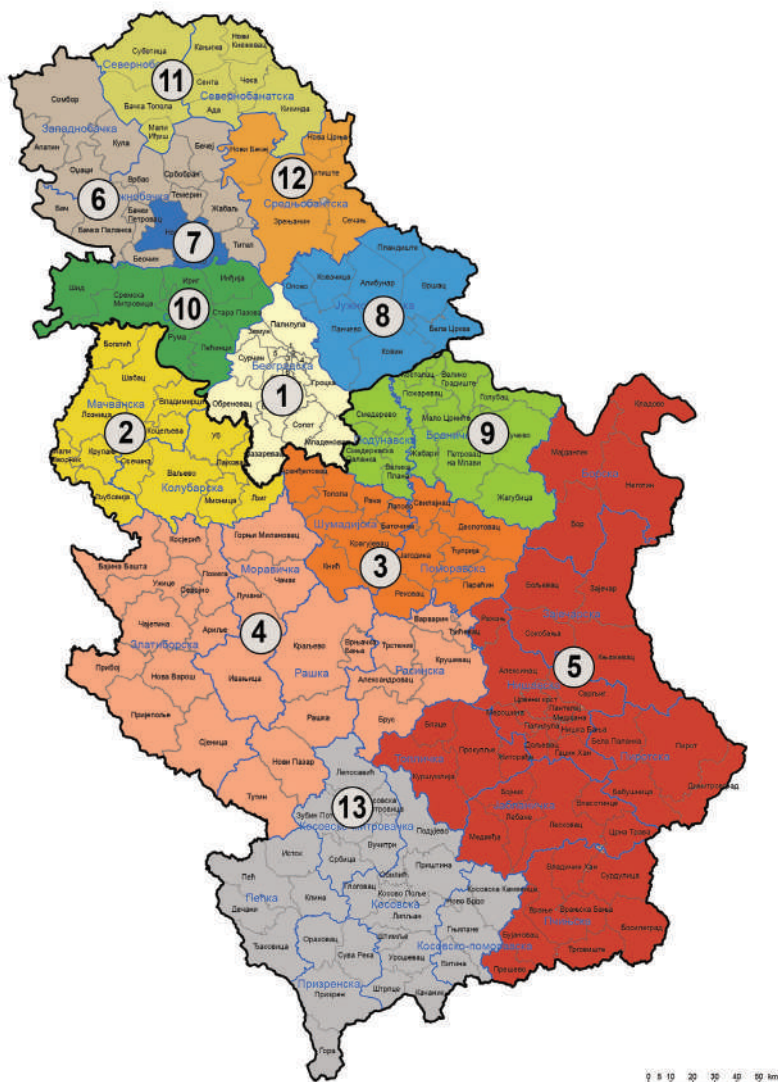 Нови
Кањижа
Кнежевац
Суботица
11
Сента
Чока
Севернобанатска
Ада
Бачка Топола
Кикинда
Сомбор
Западнобачка
Мали
Иђош
Апатин
Кула
Бечеј
Нова Црња
Нови Бечеј
12
Оџаци
Врбас
Србобран
Средњобанатска
6
Бач
Бачки
Петровац
Темерин
Зрењанин
Сечањ
Бачка Паланка
Жабаљ
7
Беочин
Тител
Пландиште
Опово
Ковачица
Алибунар
Вршац
8
Панчево
Бела Црква
Ковин
Шид
Сремска
Митровица
Ириг
Инђија
10
Стара Пазова
Рума
Пећинци
Палилула
Земун
Сурчин
5
Београдска
Гроцка
1
Обреновац
Сопот
Младеновац
Богатић
Шабац
Мачванска
Владимирци
Лозница
2
Коцељева
Уб
Крупањ
Осечина
Ваљево
Лајковац
Љубовија
Колубарска
Мионица
Љиг
Костолац
Велико
Градиште
Пожаревац
Голубац
Смедерево
Мало Црниће
9
Смедеревска
Паланка
Жабари
Петровац
на Млави
Велика
Плана
Жагубица
Кладово
Мајданпек
Неготин
Борска
Бор
Топола
Рача
Лапово
Свилајнац
Шумадијска
Баточина
Деспотовац
Крагујевац
Јагодина
Ћуприја
Кнић
3
Поморавска
Рековац
Параћин
Косјерић
Горњи Милановац
Бајина Башта
Моравичка
Ужице
Пожега
Чачак
Севојно
Лучани
Чајетина
Ариље
4
Златиборска
Краљево
Врњачка
Бања
Варварин
Трстеник
Ћићевац
Расинска
Крушевац
Прибој
Нова Варош
Ивањица
Рашка
Александровац
Пријепоље
Рашка
Брус
Сјеница
Нови Пазар
Тутин
Бољевац
Зајечар
Зајечарска
Ражањ
Сокобања
Књажевац
5
Алексинац
Сврљиг
Црвени крст
Пантелеј
Мерошина
Медијана
Палилула
Нишка Бања
Блаце
Дољевац
Гаџин Хан
Бела Паланка
Пирот
Пиротска
Прокупље
Житорађа
Куршумлија
Бабушница
Димитровград
Бојник
Власотинце
Лебане
Лесковац
Медвеђа
Црна Трава
Владичин Хан
Сурдулица
Врање
Врањска Бања
Бујановац
Босилеград
Трговиште
Прешево
Лепосавић
13
Зубин Поток
Косовско-митровачка
Подујево
Вучитрн
Исток
Србица
Приштина
Обилић
Пећ
Глоговац
Косово Поље
Косовска Каменица
Пећка
Клина
Косовска
Ново Брдо
Дечани
Липљан
Гњилане
Ораховац
Штимље
Косовско-поморавска
Ђаковица
Сува Река
Урошевац
Витина
Призренска
Штрпце
Призрен
Качаник
Гора
0 5 10 20 30 40 50 км